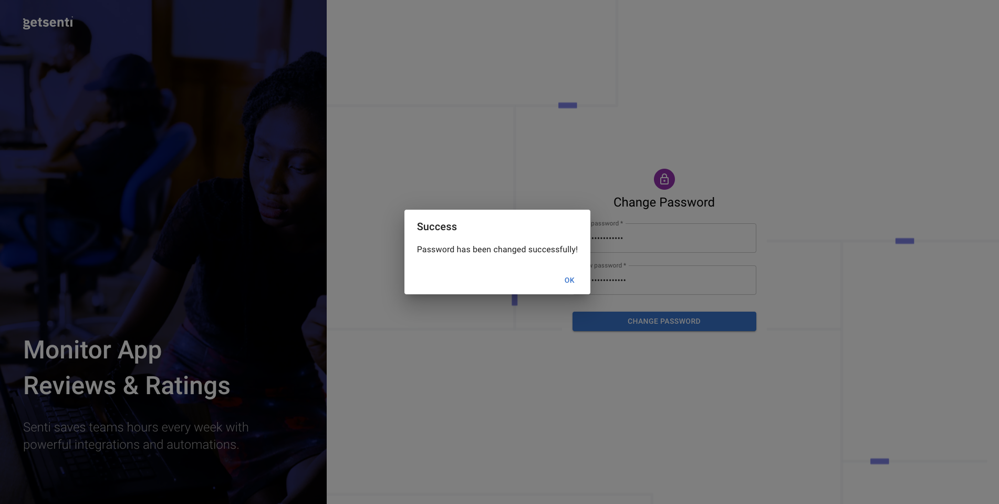 getsenti
Monitor App
Reviews & Ratings
Senti saves teams hours every week with
powerful integrations and automations.
Change Password
password *
password *
CHANGE PASSWORD
Success
Password has been changed successfully!
OK